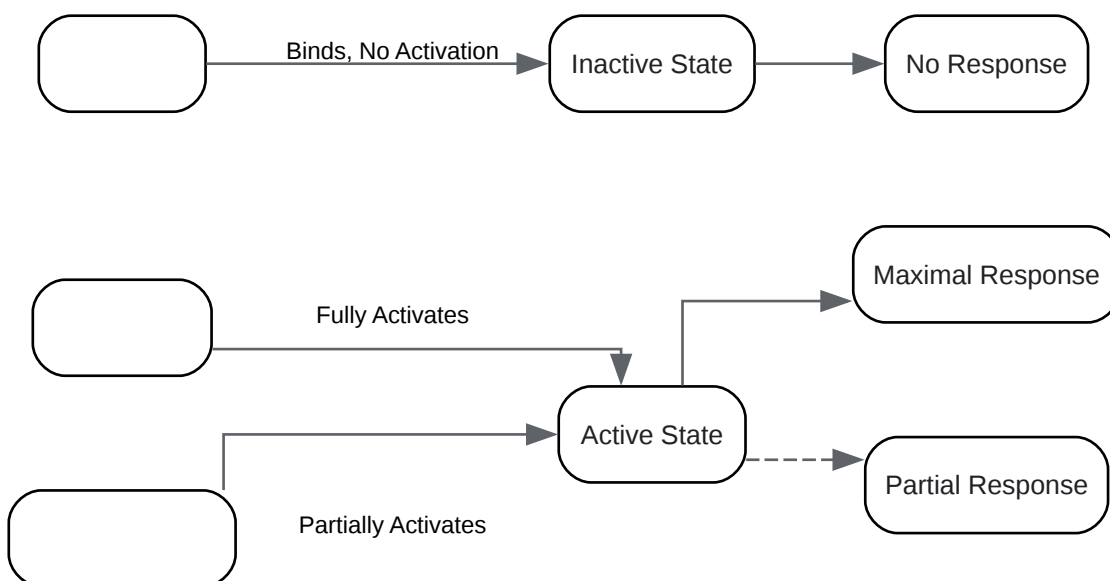 Binds, No Activation
Inactive State
No Response
Maximal Response
Fully Activates
Active State
Partial Response
Partially Activates